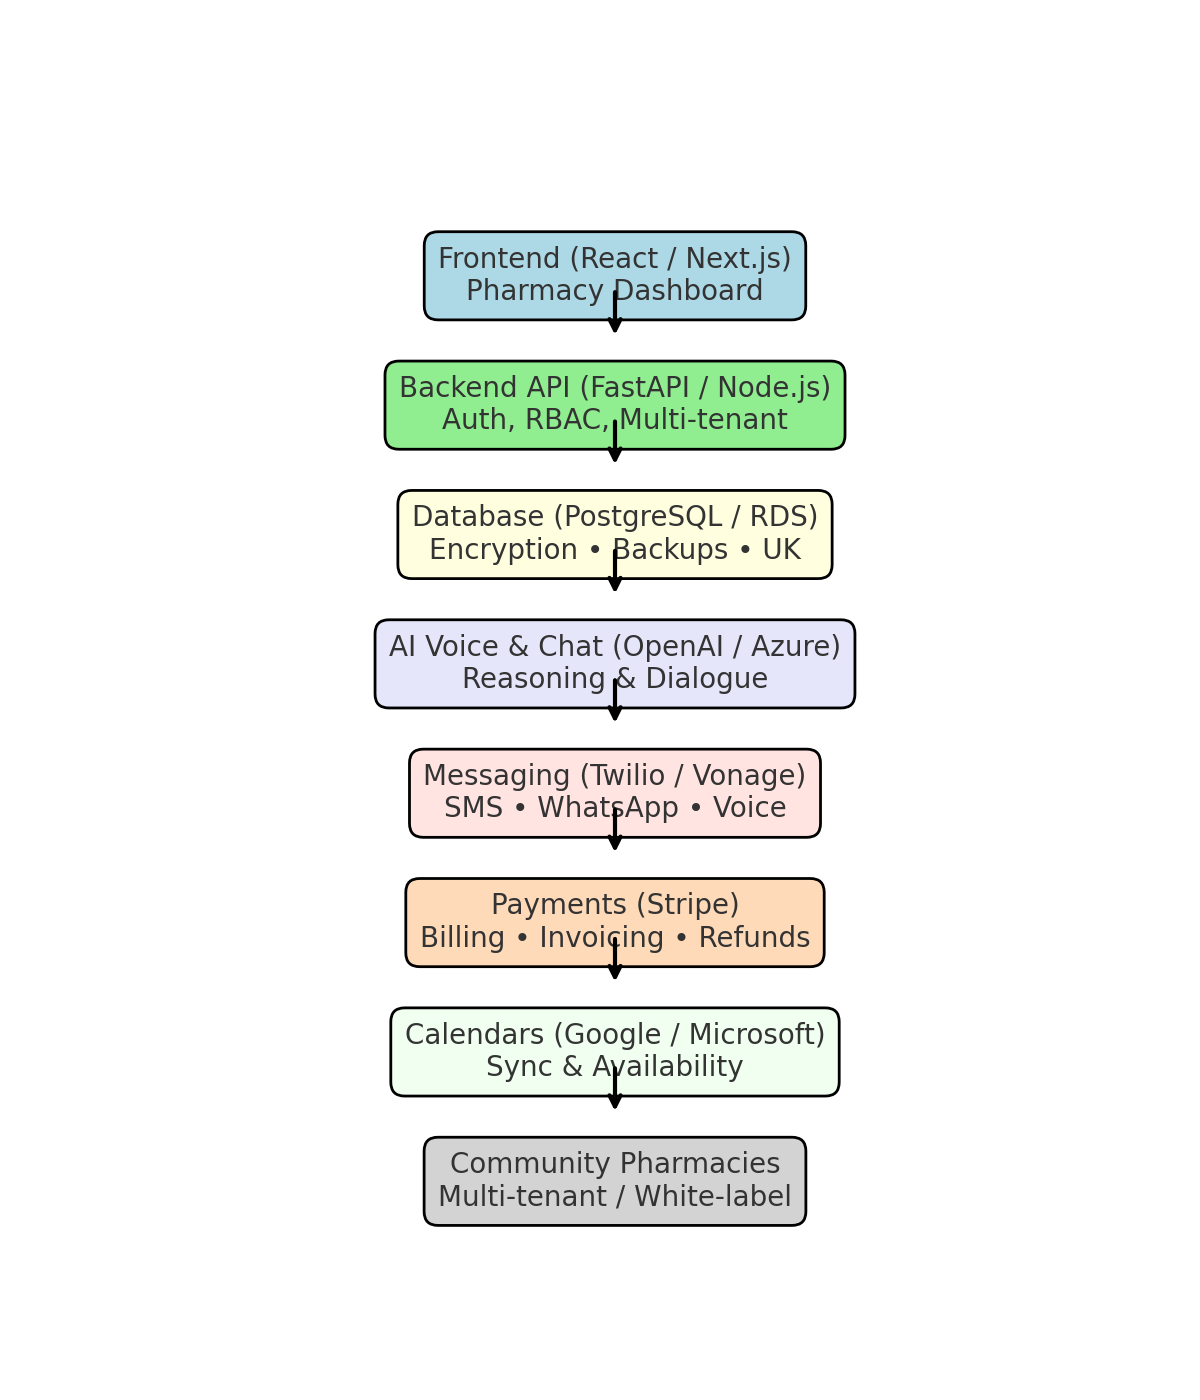 Frontend (React / Next.js)
Pharmacy Dashboard
Backend API (FastAPI / Node.js)
Auth, RBAC, Multi-tenant
Database (PostgreSQL / RDS)
Encryption • Backups • UK
AI Voice & Chat (OpenAI / Azure)
Reasoning & Dialogue
Messaging (Twilio / Vonage)
SMS • WhatsApp • Voice
Payments (Stripe)
Billing • Invoicing • Refunds
Calendars (Google / Microsoft)
Sync & Availability
Community Pharmacies
Multi-tenant / White-label